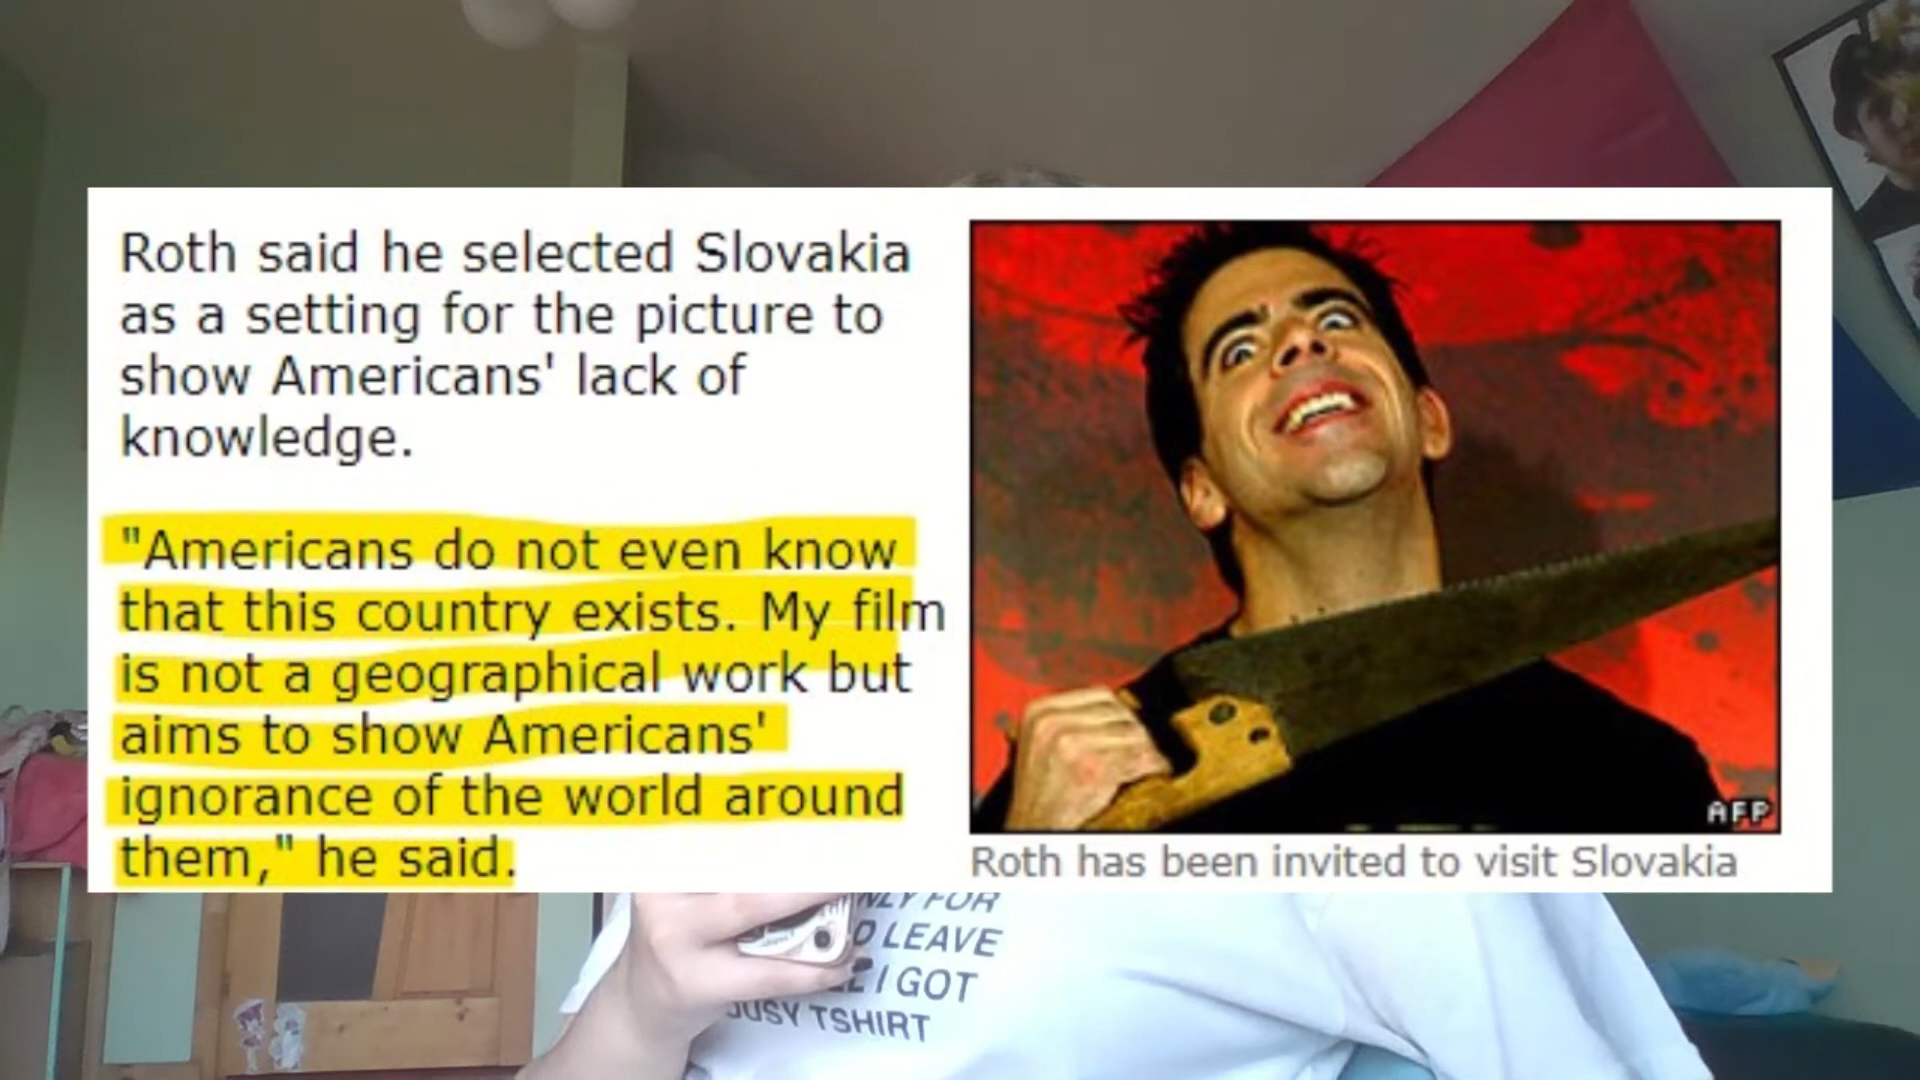 Roth said he selected Slovakia
as a setting for the picture to
show Americans' lack of
knowledge.
"Americans do not even know
that this country exists. My film
is not a geographical work but
aims to show Americans'
ignorance of the world around
them," he said.
AFP
Roth has been invited to visit Slovakia
FOR
LEAVE
I GOT
TSHIRT